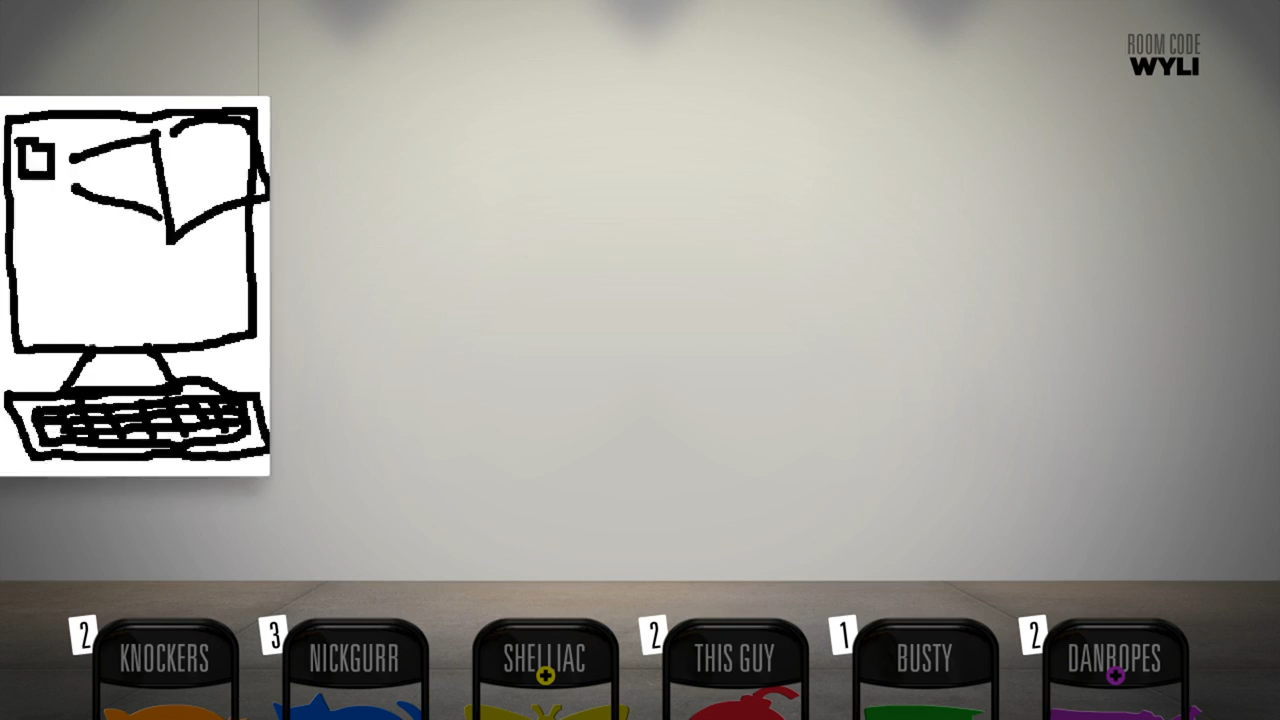 ROOM CODE
WYLI
2 KNOCKERS
3 NICKGURR
SHELLIAC
2 THIS GUY
1 BUSTY
2 DANROPES